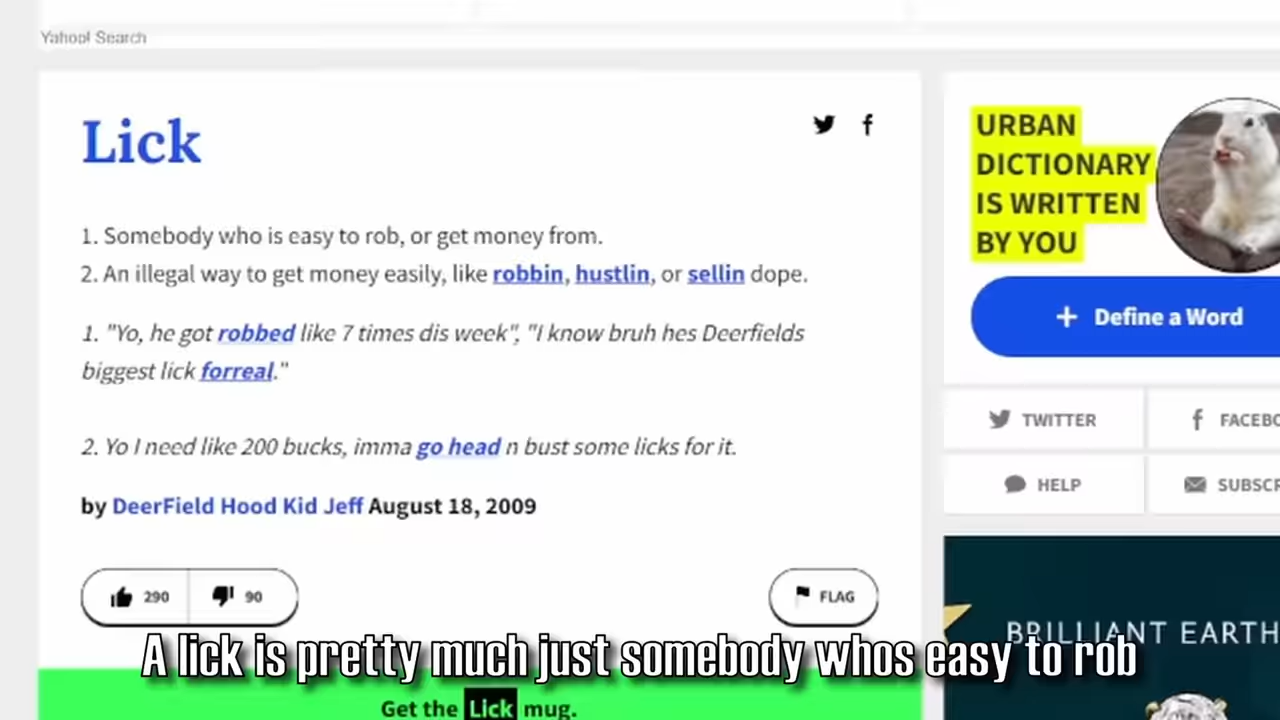 Yahoo! Search
Lick
1. Somebody who is easy to rob, or get money from.
2. An illegal way to get money easily, like robbin, hustlin, or sellin dope.
1. "Yo, he got robbed like 7 times dis week", "I know bruh hes Deerfields
biggest lick forreal."
2. Yo I need like 200 bucks, imma go head n bust some licks for it.
by DeerField Hood Kid Jeff August 18, 2009
290
90
FLAG
Get the Lick mug.
URBAN
DICTIONARY
IS WRITTEN
BY YOU
+ Define a Word
TWITTER
FACEBO
HELP
SUBSCR
BRILLIANT EARTH
A lick is pretty much just somebody whos easy to rob